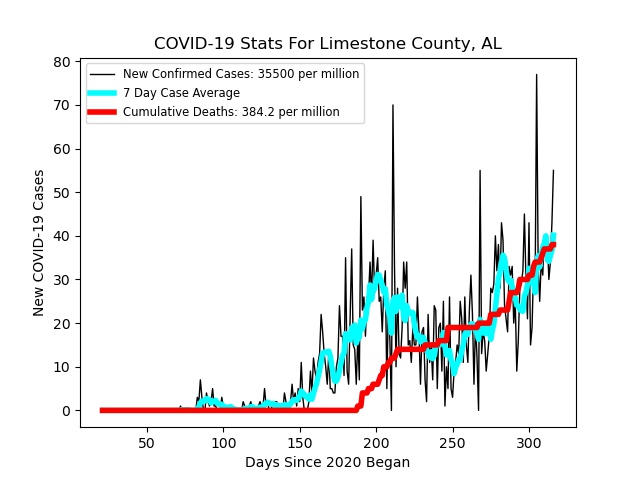 COVID-19 Stats For Limestone County, AL
New Confirmed Cases: 35500 per million
7 Day Case Average
Cumulative Deaths: 384.2 per million
New COVID-19 Cases
80
70
60
50
40
30
20
10
0
50 100 150 200 250 300
Days Since 2020 Began